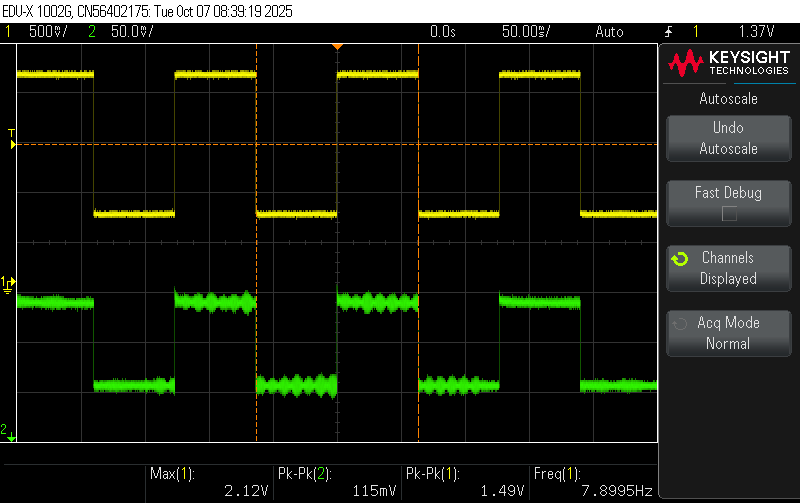 EDU-X 1002G, CN56402175: Tue Oct 07 08:39:19 2025
1 500V/ 2 50.0V/ 0.0s 50.00ms/ Auto 1 1.37V
KEYSIGHT
TECHNOLOGIES
Autoscale
Undo
Autoscale
Fast Debug
Channels
Displayed
Acq Mode
Normal
T
1
2
Max(1): Pk-Pk(2): Pk-Pk(1): Freq(1):
2.12V 115mV 1.49V 7.8995Hz